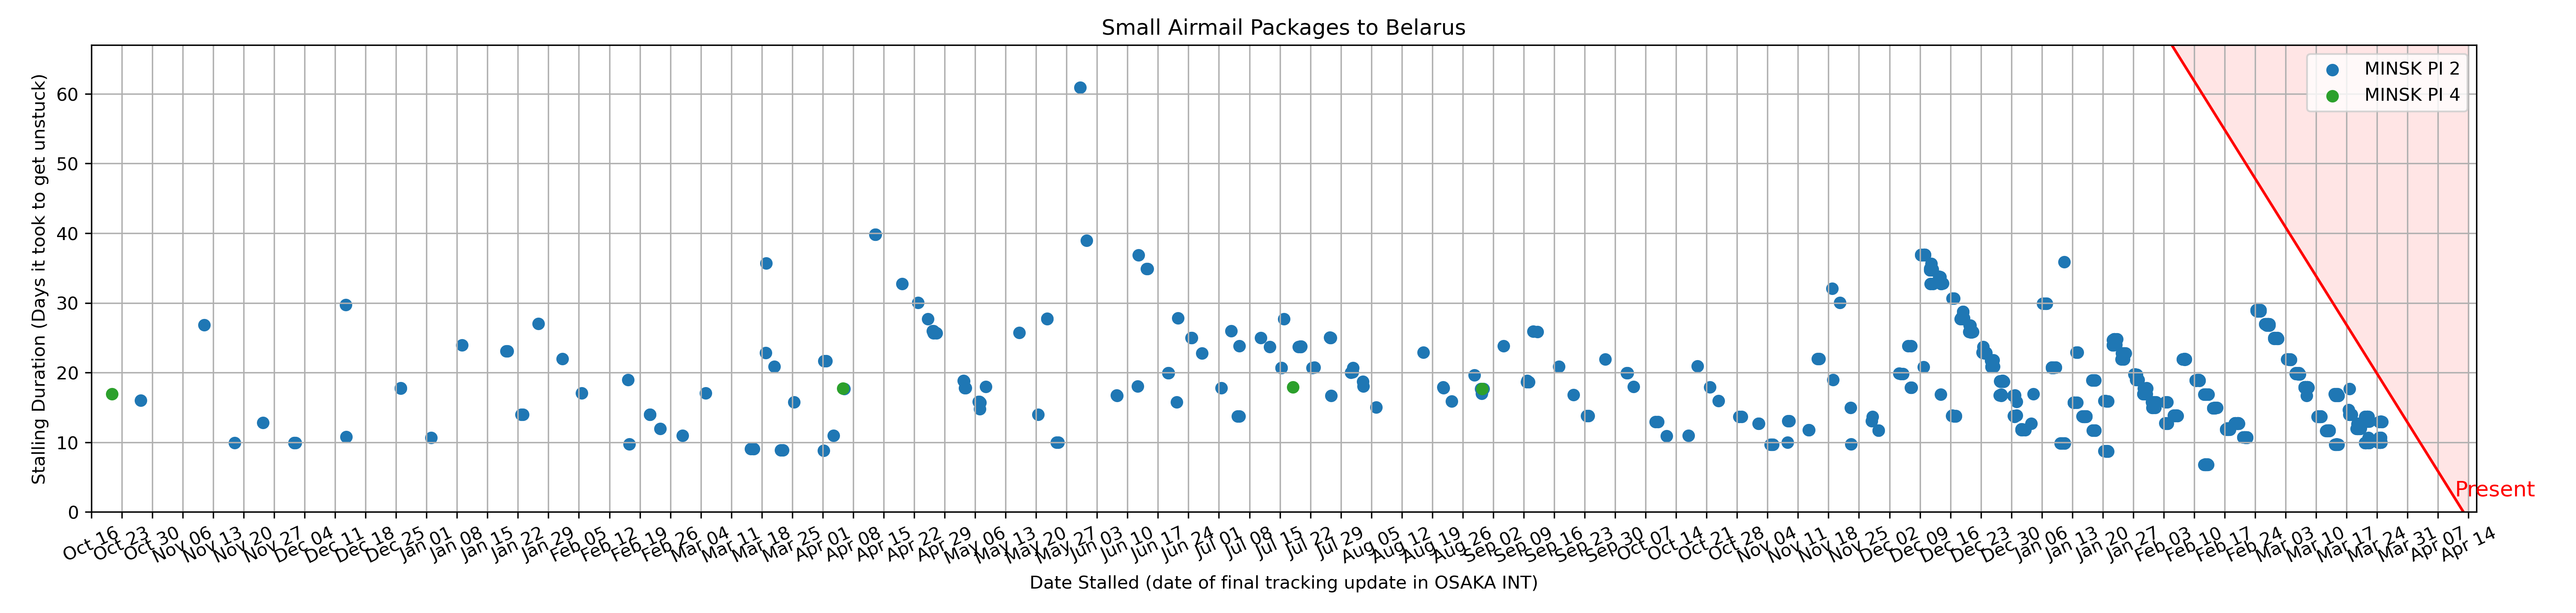 Small Airmail Packages to Belarus
Stalling Duration (Days it took to get unstuck)
60
50
40
30
20
10
0
MINSK PI 2
MINSK PI 4
Present
Oct 16
Oct 23
Oct 30
Nov 06
Nov 13
Nov 20
Nov 27
Dec 04
Dec 11
Dec 18
Dec 25
Jan 01
Jan 08
Jan 15
Jan 22
Jan 29
Feb 05
Feb 12
Feb 19
Feb 26
Mar 04
Mar 11
Mar 18
Mar 25
Apr 01
Apr 08
Apr 15
Apr 22
Apr 29
May 06
May 13
May 20
May 27
Jun 03
Jun 10
Jun 17
Jun 24
Jul 01
Jul 08
Jul 15
Jul 22
Jul 29
Aug 05
Aug 12
Aug 19
Aug 26
Sep 02
Sep 09
Sep 16
Sep 23
Sep 30
Oct 07
Oct 14
Oct 21
Oct 28
Nov 04
Nov 11
Nov 18
Nov 25
Dec 02
Dec 09
Dec 16
Dec 23
Dec 30
Jan 06
Jan 13
Jan 20
Jan 27
Feb 03
Feb 10
Feb 17
Feb 24
Mar 03
Mar 10
Mar 17
Mar 24
Mar 31
Apr 07
Apr 14
Date Stalled (date of final tracking update in OSAKA INT)